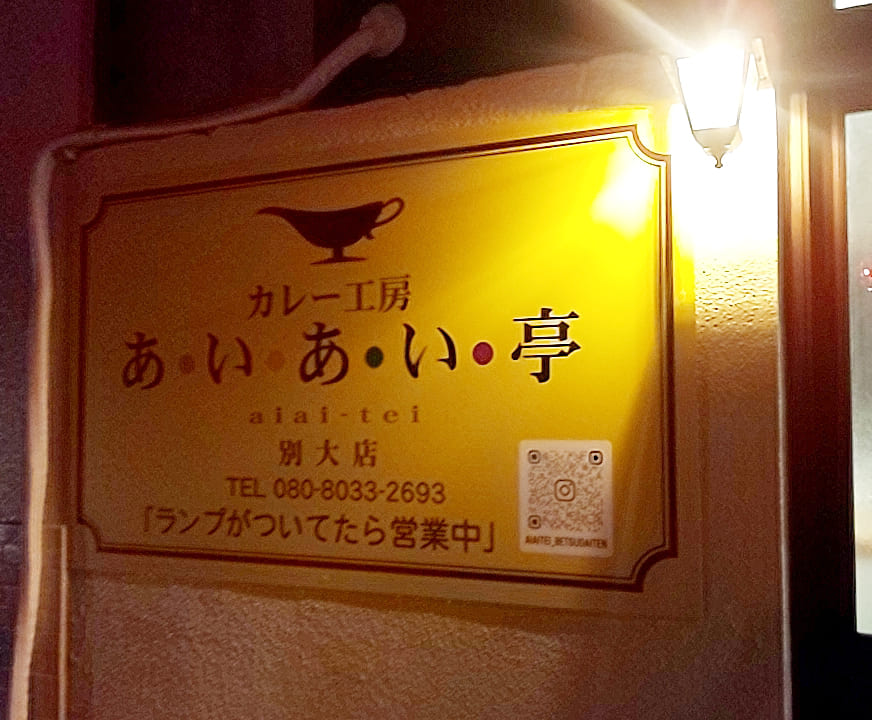 カレー工房
あ・い・あ・い・亭
aiai-tei
別大店
TEL 080-8033-2693
「ランプがついてたら営業中」
AIAITEI_BETSUDAITEN